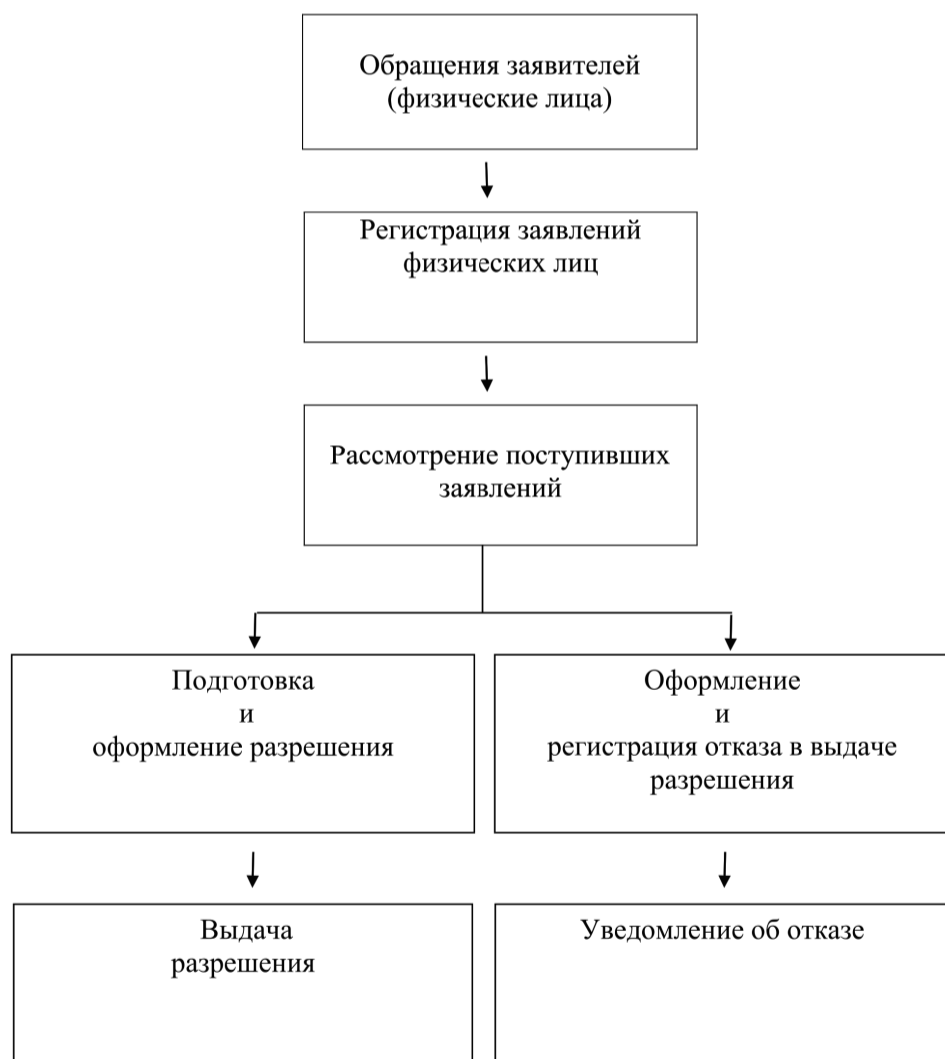 Обращения заявителей
(физические лица)
Регистрация заявлений
физических лиц
Рассмотрение поступивших
заявлений
Подготовка
и
оформление разрешения
Оформление
и
регистрация отказа в выдаче
разрешения
Выдача
разрешения
Уведомление об отказе